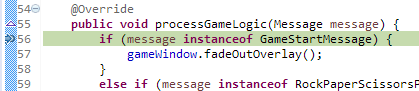 54 @Override
55 public void processGameLogic(Message message) {
56 if (message instanceof GameStartMessage) {
57 gameWindow.fadeOutOverlay();
58 }
59 else if (message instanceof RockPaperScissors